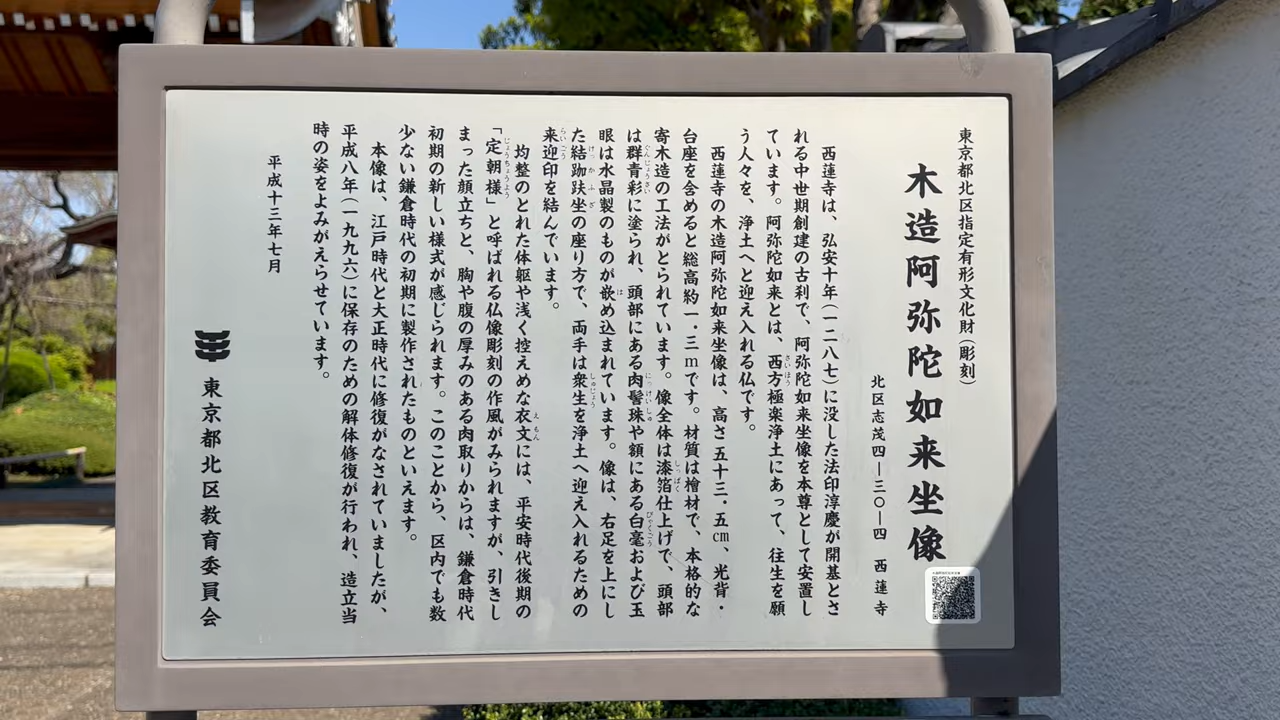 東京都北区指定有形文化財（彫刻）
木造阿弥陀如来坐像
北区志茂四―三〇―四　西蓮寺
西蓮寺は、弘安十年（一二八七）に没した法印淳慶が開基とさ
れる中世期創建の古刹で、阿弥陀如来坐像を本尊として安置し
ています。阿弥陀如来とは、西方極楽浄土にあって、往生を願
う人々を、浄土へと迎え入れる仏です。
西蓮寺の木造阿弥陀如来坐像は、高さ五十三．五㎝、光背・
台座を含めると総高約一．三ｍです。材質は檜材で、本格的な
寄木造の工法がとられています。像全体は漆箔仕上げで、頭部
は群青彩に塗られ、頭部にある肉髻珠や額にある白毫および玉
眼は水晶製のものが嵌め込まれています。像は、右足を上にし
た結跏趺坐の座り方で、両手は衆生を浄土へ迎え入れるための
来迎印を結んでいます。
均整のとれた体躯や浅く控えめな衣文には、平安時代後期の
「定朝様」と呼ばれる仏像彫刻の作風がみられますが、引きし
まった顔立ちと、胸や腹の厚みのある肉取りからは、鎌倉時代
初期の新しい様式が感じられます。このことから、区内でも数
少ない鎌倉時代の初期に製作されたものといえます。
本像は、江戸時代と大正時代に修復がなされていましたが、
平成八年（一九九六）に保存のための解体修復が行われ、造立当
時の姿をよみがえらせています。
平成十三年七月
東京都北区教育委員会